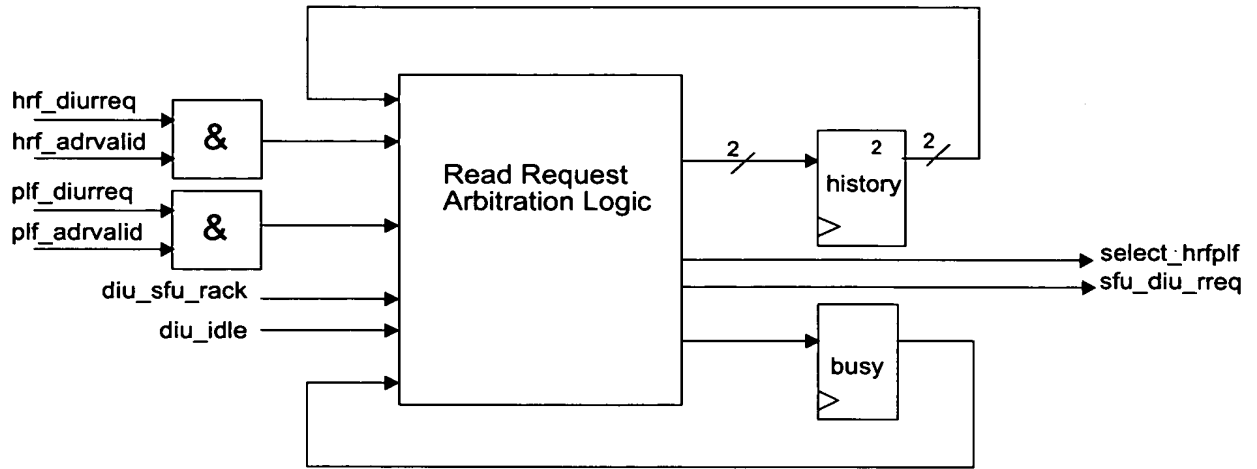 hrf_diurreq
hrf_adrvalid
&
plf_diurreq
plf_adrvalid
&
diu_sfu_rack
diu_idle
Read Request
Arbitration Logic
2
2
2
history
select_hrfplf
sfu_diu_rreq
busy